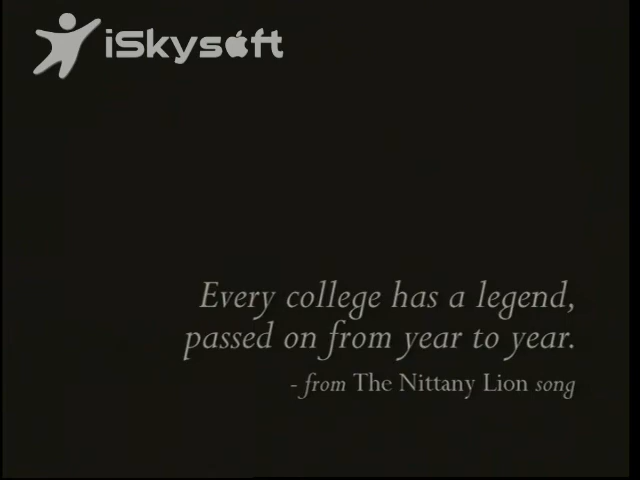 iSkysoft
Every college has a legend,
passed on from year to year.
- from The Nittany Lion song